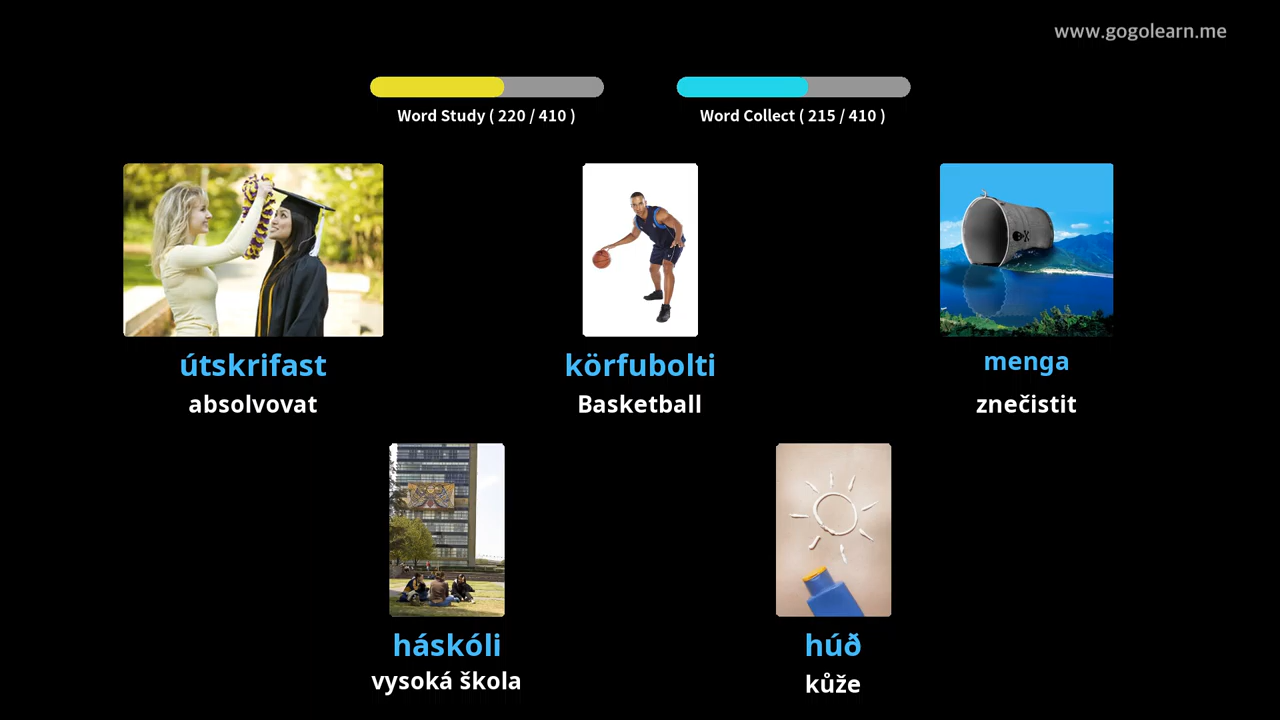 www.gogolearn.me
Word Study ( 220 / 410 )
Word Collect ( 215 / 410 )
útskrifast
absolvovat
körfubolti
Basketball
menga
znečistit
háskóli
vysoká škola
húð
kůže